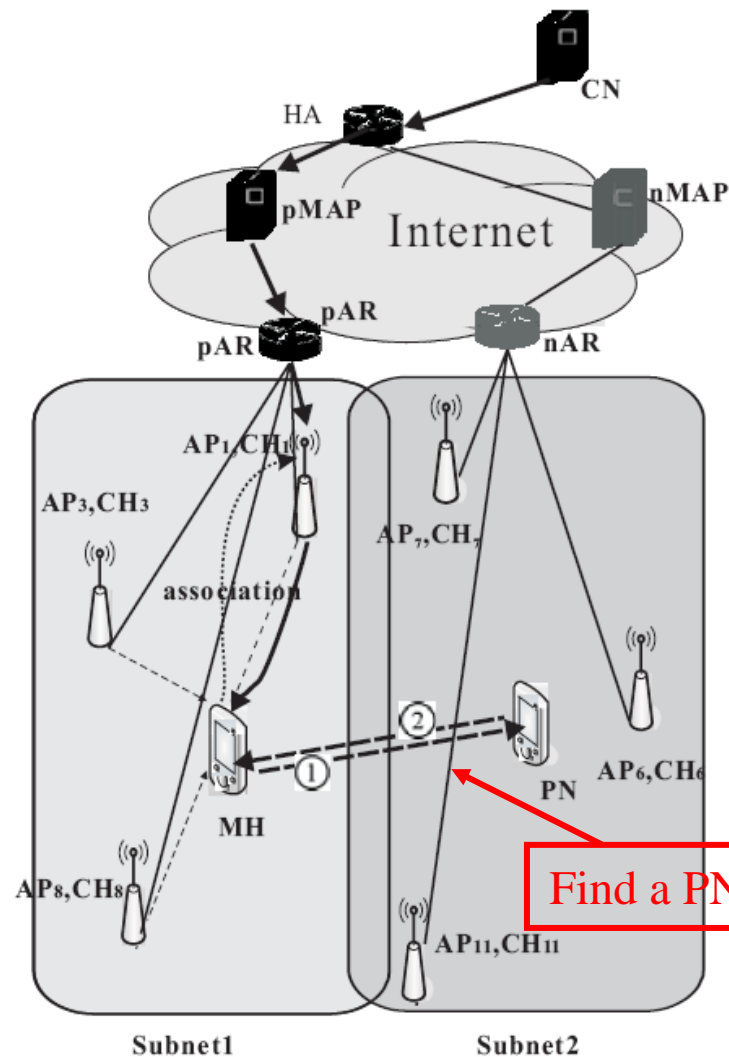 CN
HA
nMAP
pMAP
Internet
pAR
pAR
nAR
AP1,CH1
AP3,CH3
AP7,CH7
association
2
1
PN
AP6,CH6
MH
Find a PN
AP8,CH8
AP11,CH11
Subnet1
Subnet2